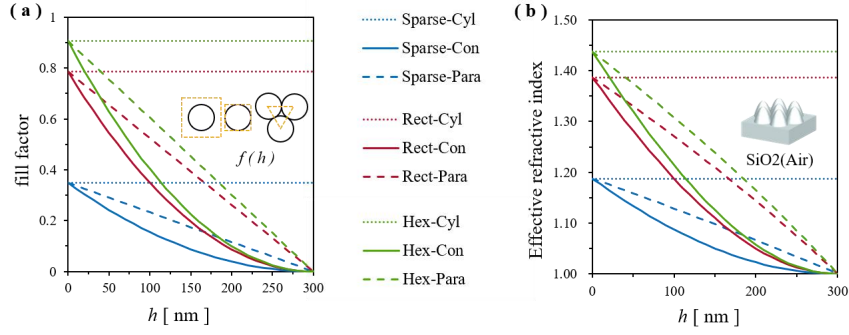 ( a )
1
0.8
0.6
0.4
0.2
0
fill factor
f ( h )
0 50 100 150 200 250 300
h [ nm ]
Sparse-Cyl
Sparse-Con
Sparse-Para
Rect-Cyl
Rect-Con
Rect-Para
Hex-Cyl
Hex-Con
Hex-Para
( b )
1.50
1.40
1.30
1.20
1.10
1.00
Effective refractive index
SiO2(Air)
0 100 200 300
h [ nm ]